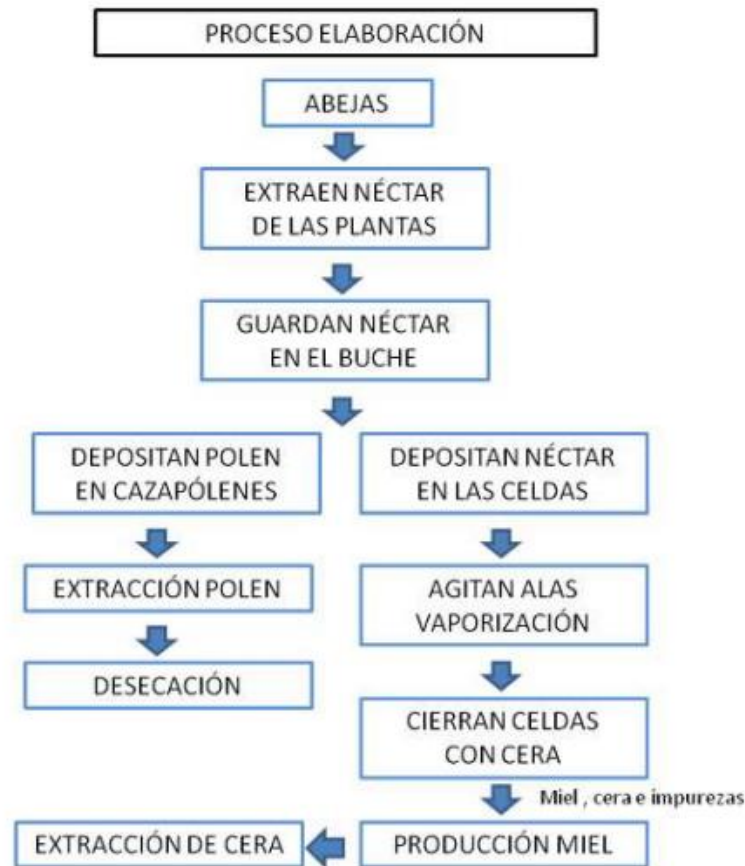 PROCESO ELABORACIÓN
ABEJAS
EXTRAEN NÉCTAR
DE LAS PLANTAS
GUARDAN NÉCTAR
EN EL BUCHE
DEPOSITAN POLEN
EN CAZAPÓLENES
DEPOSITAN NÉCTAR
EN LAS CELDAS
EXTRACCIÓN POLEN
AGITAN ALAS
VAPORIZACIÓN
DESECACIÓN
CIERRAN CELDAS
CON CERA
Miel , cera e impurezas
EXTRACCIÓN DE CERA
PRODUCCIÓN MIEL